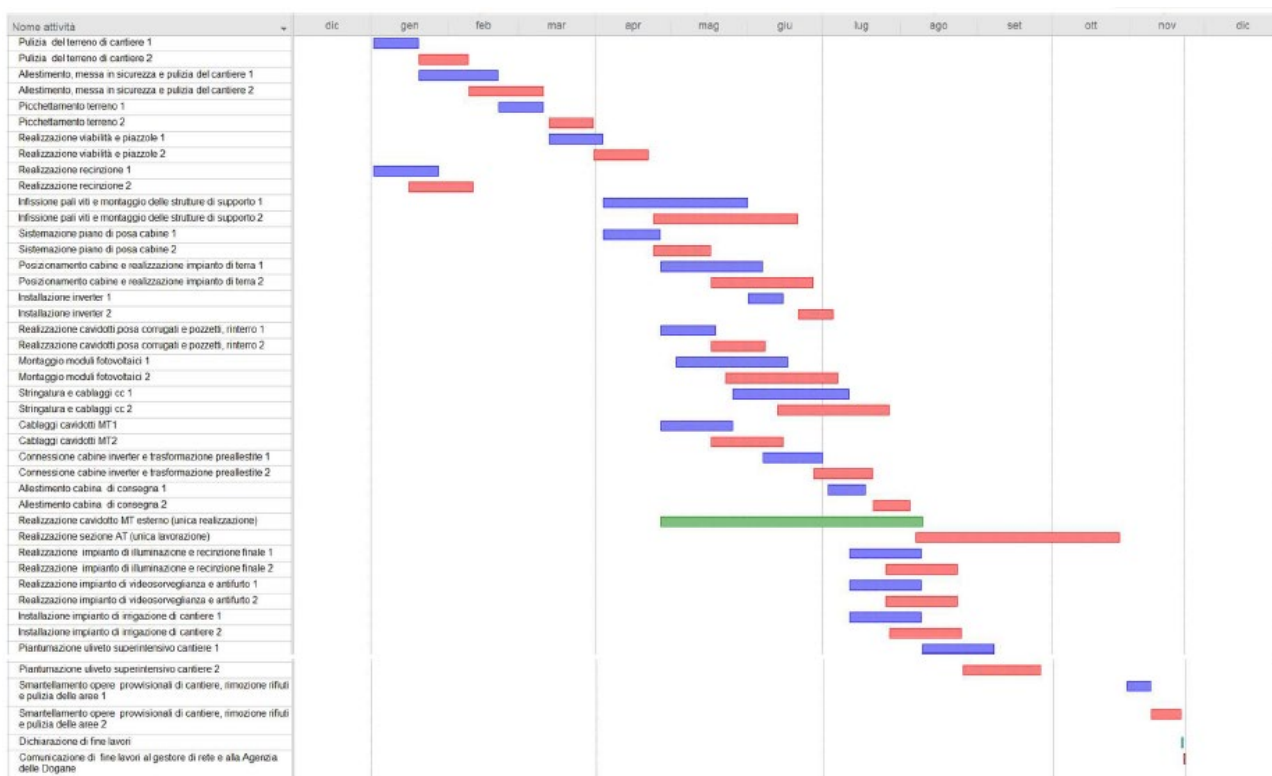 Nome attività dic gen feb mar apr mag giu lug ago set ott nov dic
Pulizia del terreno di cantiere 1
Pulizia del terreno di cantiere 2
Allestimento, messa in sicurezza e pulizia del cantiere 1
Allestimento, messa in sicurezza e pulizia del cantiere 2
Picchettamento terreno 1
Picchettamento terreno 2
Realizzazione viabilità e piazzole 1
Realizzazione viabilità e piazzole 2
Realizzazione recinzione 1
Realizzazione recinzione 2
Infissione pali viti e montaggio delle strutture di supporto 1
Infissione pali viti e montaggio delle strutture di supporto 2
Sistemazione piano di posa cabine 1
Sistemazione piano di posa cabine 2
Posizionamento cabine e realizzazione impianto di terra 1
Posizionamento cabine e realizzazione impianto di terra 2
Installazione inverter 1
Installazione inverter 2
Realizzazione cavidotti posa corrugati e pozzetti, rinterro 1
Realizzazione cavidotti posa corrugati e pozzetti, rinterro 2
Montaggio moduli fotovoltaici 1
Montaggio moduli fotovoltaici 2
Stringatura e cablaggi cc 1
Stringatura e cablaggi cc 2
Cablaggi cavidotti MT1
Cablaggi cavidotti MT2
Connessione cabine inverter e trasformazione preallestite 1
Connessione cabine inverter e trasformazione preallestite 2
Allestimento cabina di consegna 1
Allestimento cabina di consegna 2
Realizzazione cavidotto MT esterno (unica realizzazione)
Realizzazione sezione AT (unica lavorazione)
Realizzazione impianto di illuminazione e recinzione finale 1
Realizzazione impianto di illuminazione e recinzione finale 2
Realizzazione impianto di videosorveglianza e antifurto 1
Realizzazione impianto di videosorveglianza e antifurto 2
Installazione impianto di irrigazione di cantiere 1
Installazione impianto di irrigazione di cantiere 2
Piantumazione uliveto superintensivo cantiere 1
Piantumazione uliveto superintensivo cantiere 2
Smantellamento opere provvisionali di cantiere, rimozione rifiuti
e pulizia delle aree 1
Smantellamento opere provvisionali di cantiere, rimozione rifiuti
e pulizia delle aree 2
Dichiarazione di fine lavori
Comunicazione di fine lavori al gestore di rete e alla Agenzia
delle Dogane